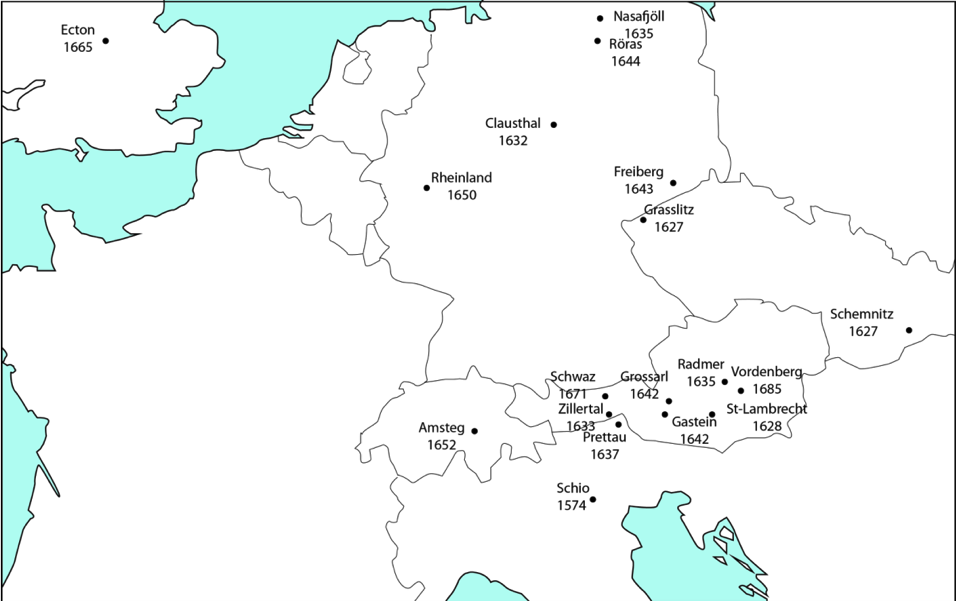 Nasafjöll
1635
Ecton
1665
Röras
1644
Clausthal
1632
Freiberg
1643
Rheinland
1650
Grasslitz
1627
Schemnitz
1627
Radmer
1635
Vordenberg
1685
Schwaz
1671
Grossarl
1642
Zillertal
1633
St-Lambrecht
1628
Gastein
1642
Amsteg
1652
Prettau
1637
Schio
1574